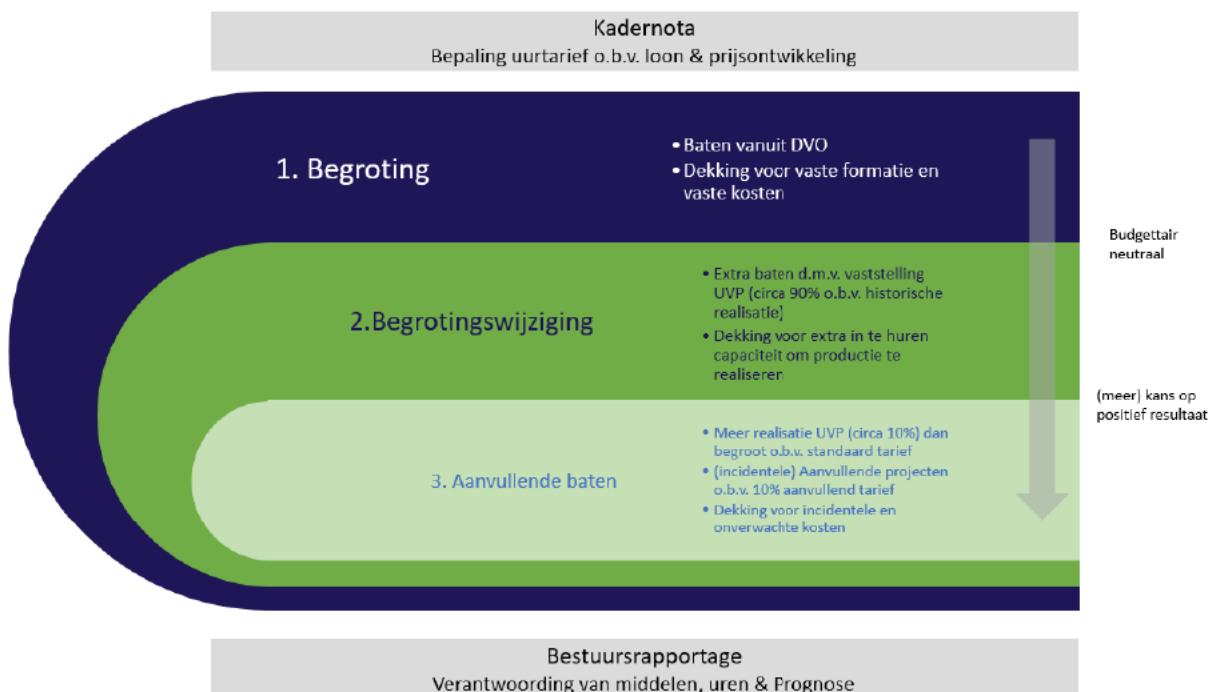 Kadernota
Bepaling uurtarief o.b.v. loon & prijsontwikkeling
1. Begroting
• Baten vanuit DVO
• Dekking voor vaste formatie en
vaste kosten
Budgettair
neutraal
2.Begrotingswijziging
• Extra baten d.m.v. vaststelling
UVP (circa 90% o.b.v. historische
realisatie)
• Dekking voor extra in te huren
capaciteit om productie te
realiseren
(meer) kans op
positief resultaat
3. Aanvullende baten
• Meer realisatie UVP (circa 10%) dan
begroot o.b.v. standaard tarief
• (incidentele) Aanvullende projecten
o.b.v. 10% aanvullend tarief
• Dekking voor incidentele en
onverwachte kosten
Bestuursrapportage
Verantwoording van middelen, uren & Prognose